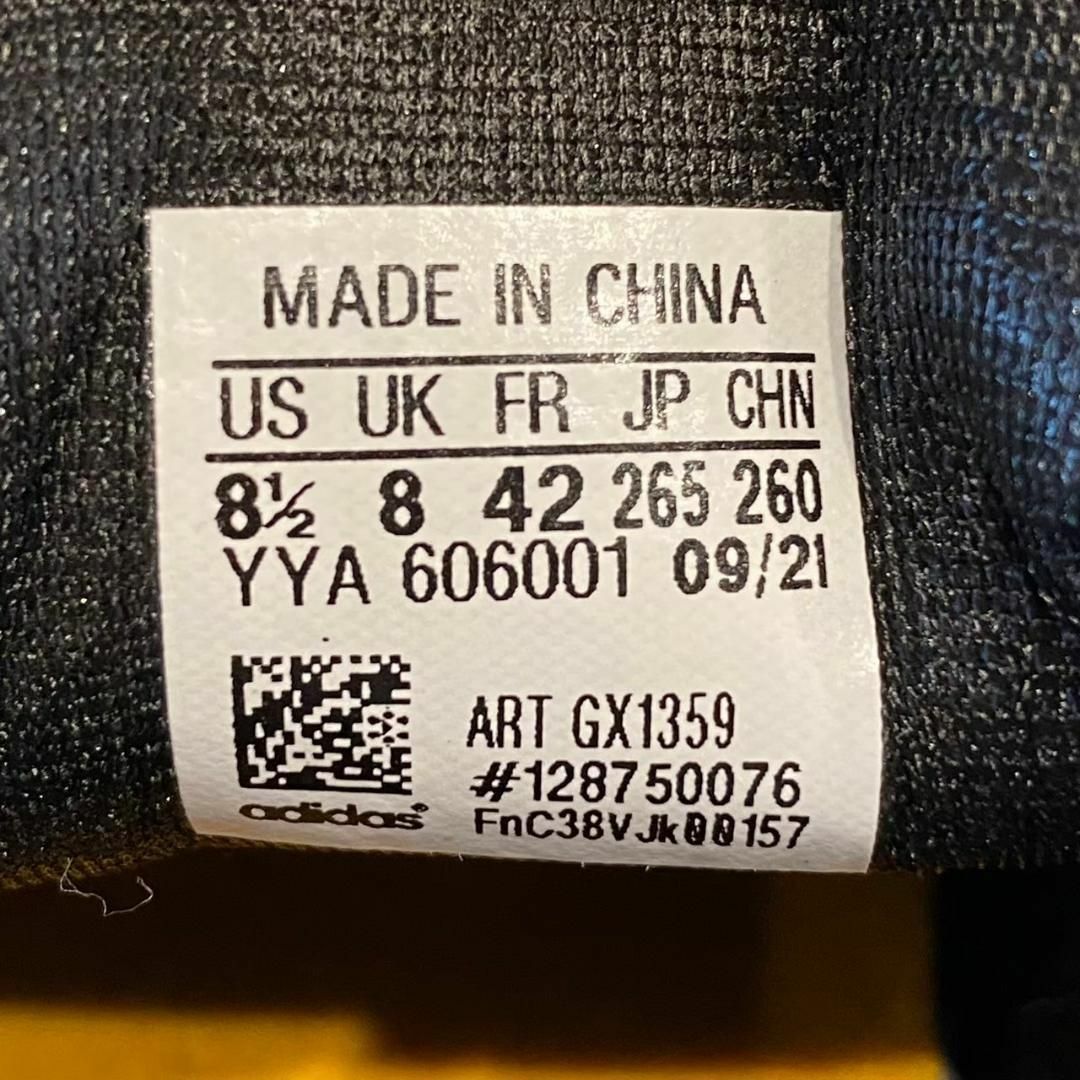 MADE IN CHINA
US UK FR JP CHN
8½ 8 42 265 260
YYA 606001 09/21
ART GX1359
#128750076
adidas®
FnC38VJk00157